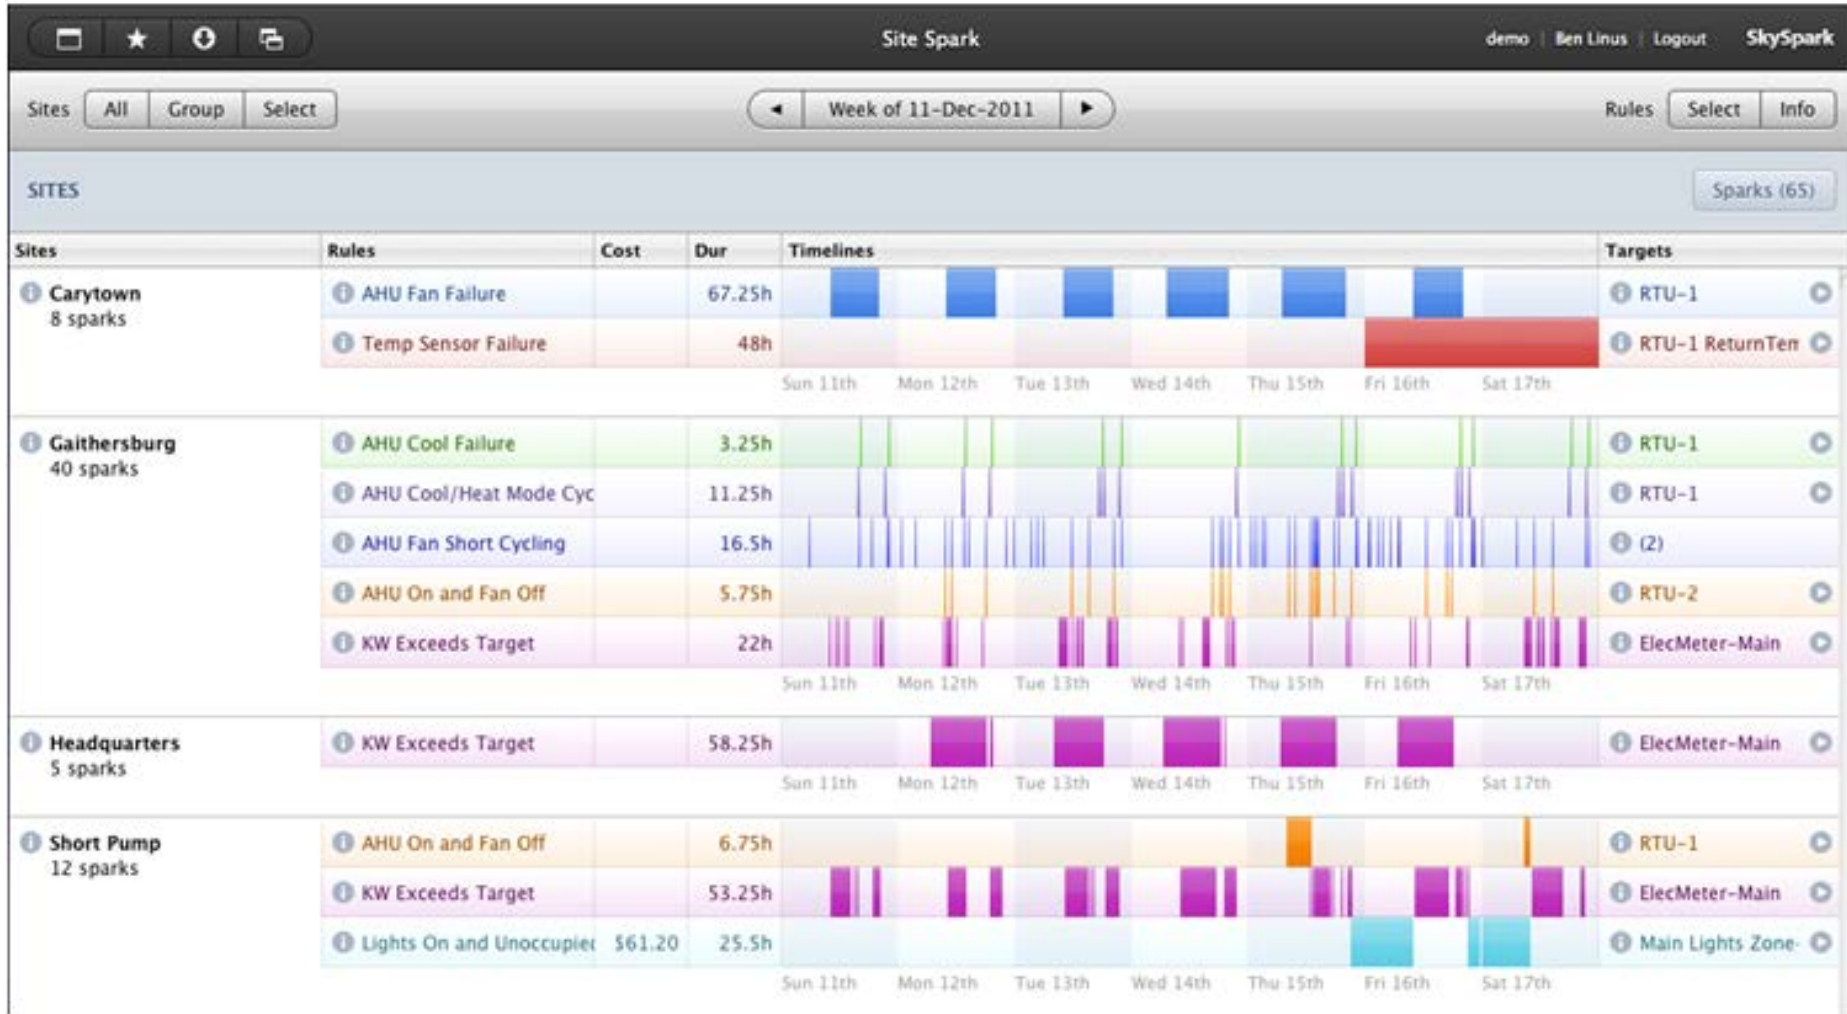 Site Spark
demo | Ben Linus | Logout SkySpark
Sites All Group Select
Week of 11-Dec-2011
Rules Select Info
SITES Sparks (65)
Sites Rules Cost Dur Timelines Targets
Carytown AHU Fan Failure 67.25h RTU-1
8 sparks
Temp Sensor Failure 48h RTU-1 ReturnTem
Sun 11th Mon 12th Tue 13th Wed 14th Thu 15th Fri 16th Sat 17th
Gaithersburg AHU Cool Failure 3.25h RTU-1
40 sparks
AHU Cool/Heat Mode Cyc 11.25h RTU-1
AHU Fan Short Cycling 16.5h (2)
AHU On and Fan Off 5.75h RTU-2
KW Exceeds Target 22h ElecMeter-Main
Sun 11th Mon 12th Tue 13th Wed 14th Thu 15th Fri 16th Sat 17th
Headquarters KW Exceeds Target 58.25h ElecMeter-Main
5 sparks
Sun 11th Mon 12th Tue 13th Wed 14th Thu 15th Fri 16th Sat 17th
Short Pump AHU On and Fan Off 6.75h RTU-1
12 sparks
KW Exceeds Target 53.25h ElecMeter-Main
Lights On and Unoccupied $61.20 25.5h Main Lights Zone-
Sun 11th Mon 12th Tue 13th Wed 14th Thu 15th Fri 16th Sat 17th